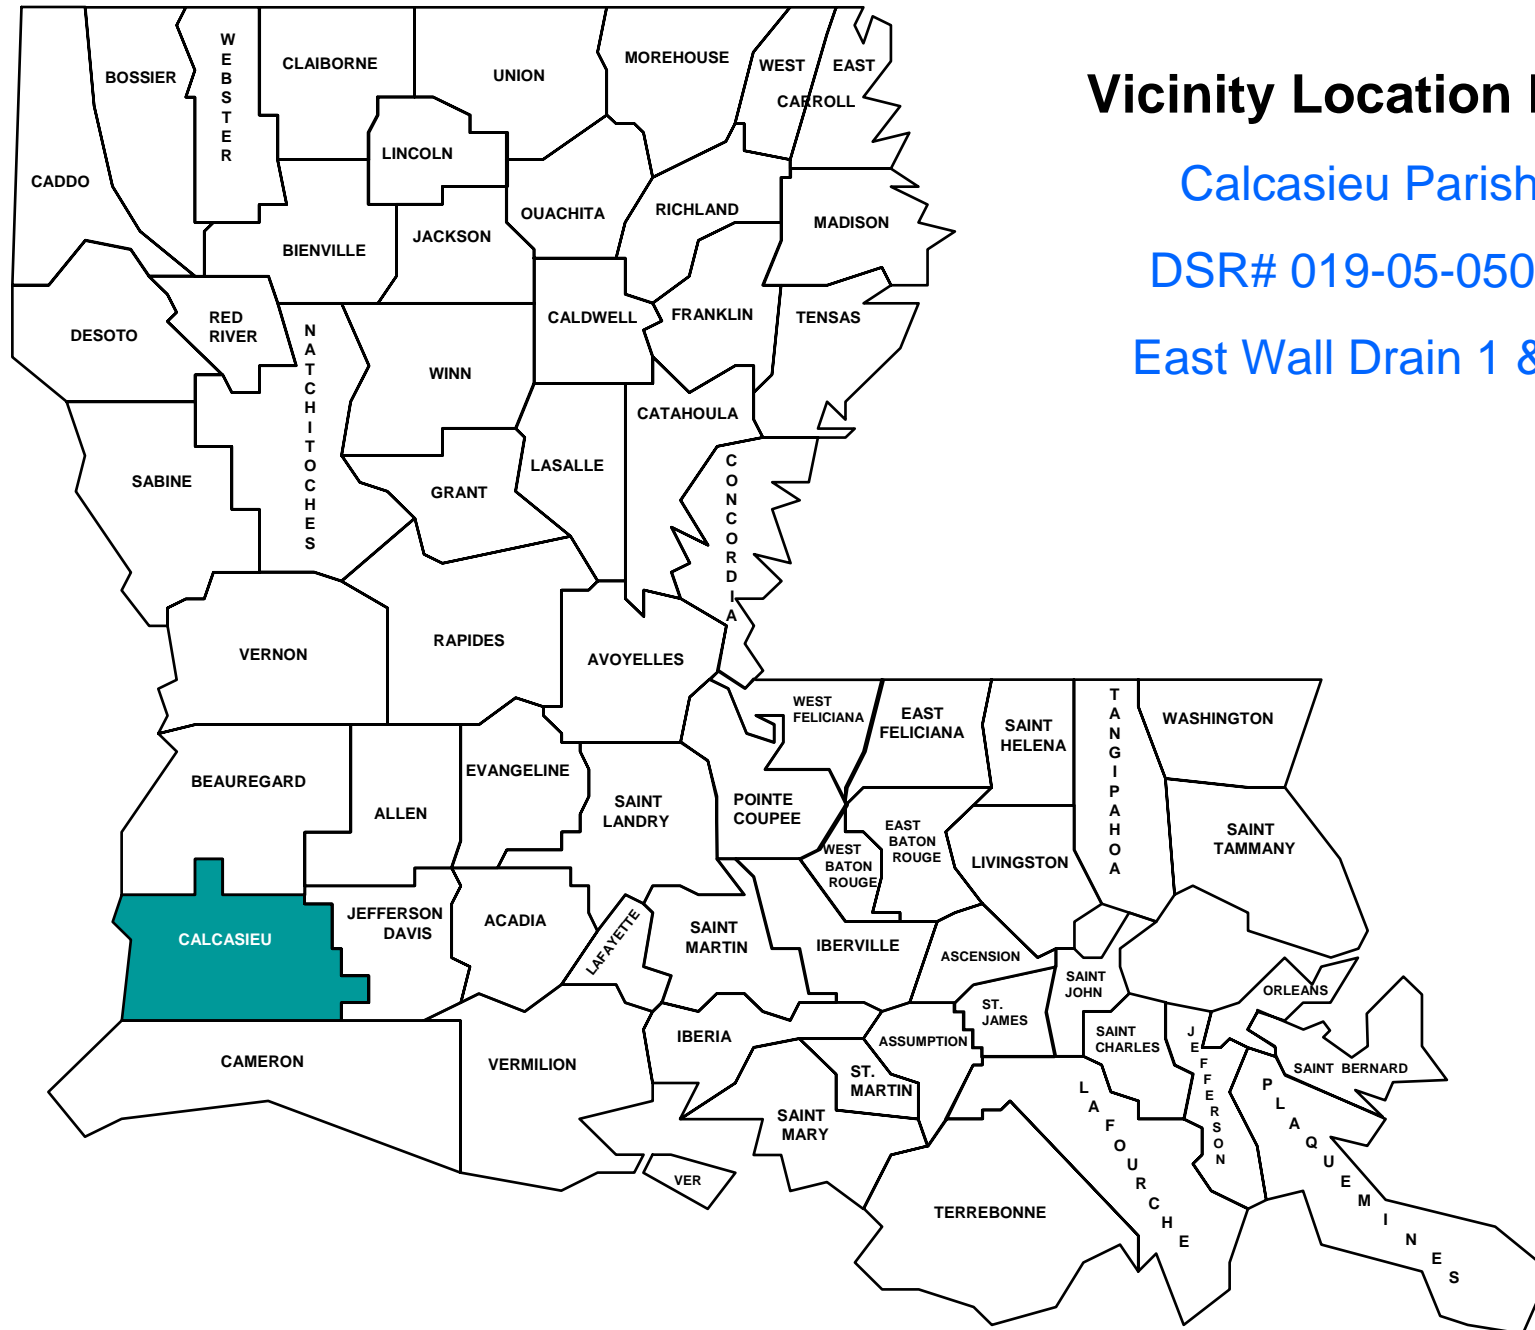 Vicinity Location
Calcasieu Parish
DSR# 019-05-050
East Wall Drain 1 &
WEBSTER
BOSSIER
CLAIBORNE
UNION
MOREHOUSE
WEST
EAST
CARROLL
CADDO
LINCOLN
OUACHITA
RICHLAND
MADISON
BIENVILLE
JACKSON
DESOTO
RED
RIVER
NATCHITOCHES
CALDWELL
FRANKLIN
TENSAS
WINN
CATAHOULA
SABINE
GRANT
LASALLE
CONCORDIA
VERNON
RAPIDES
AVOYELLES
WEST
FELICIANA
EAST
FELICIANA
SAINT
HELENA
TANGIPAHOA
WASHINGTON
BEAUREGARD
ALLEN
EVANGELINE
SAINT
LANDRY
POINTE
COUPEE
WEST
BATON
ROUGE
EAST
BATON
ROUGE
LIVINGSTON
SAINT
TAMMANY
CALCASIEU
JEFFERSON
DAVIS
ACADIA
LAFAYETTE
SAINT
MARTIN
IBERVILLE
ASCENSION
SAINT
JOHN
ORLEANS
CAMERON
VERMILION
IBERIA
ASSUMPTION
ST.
JAMES
SAINT
CHARLES
JEFFERSON
SAINT BERNARD
ST.
MARTIN
SAINT
MARY
LAFOURCHE
PLAQUEMINES
VER
TERREBONNE